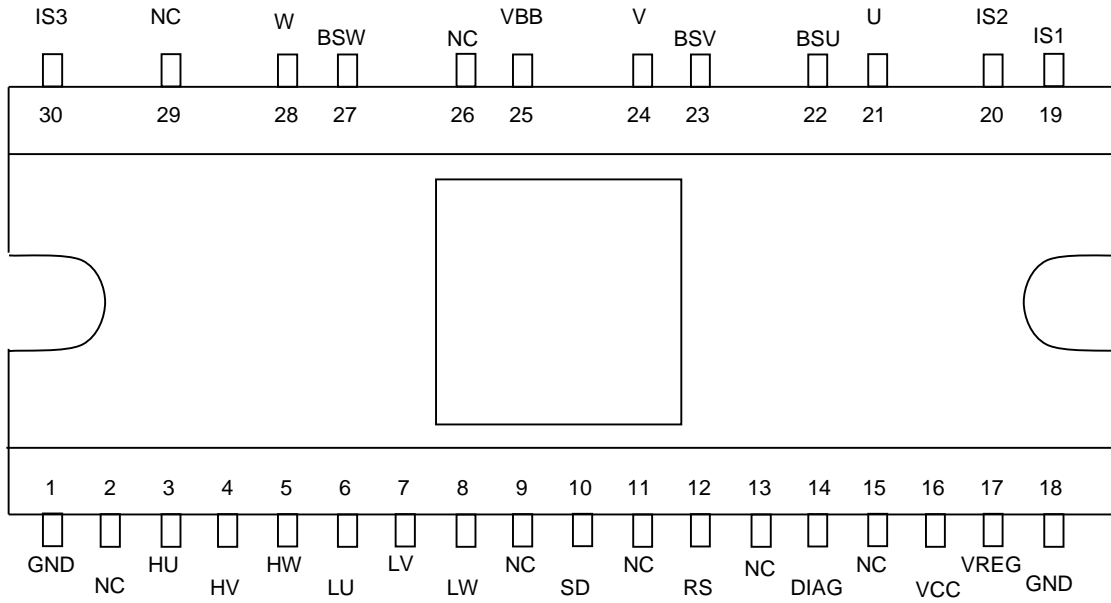 IS3 NC W BSW NC VBB V BSV BSU U IS2 IS1
30 29 28 27 26 25 24 23 22 21 20 19
1 2 3 4 5 6 7 8 9 10 11 12 13 14 15 16 17 18
GND NC HU HV HW LU LV LW NC SD NC RS NC DIAG NC VCC VREG GND